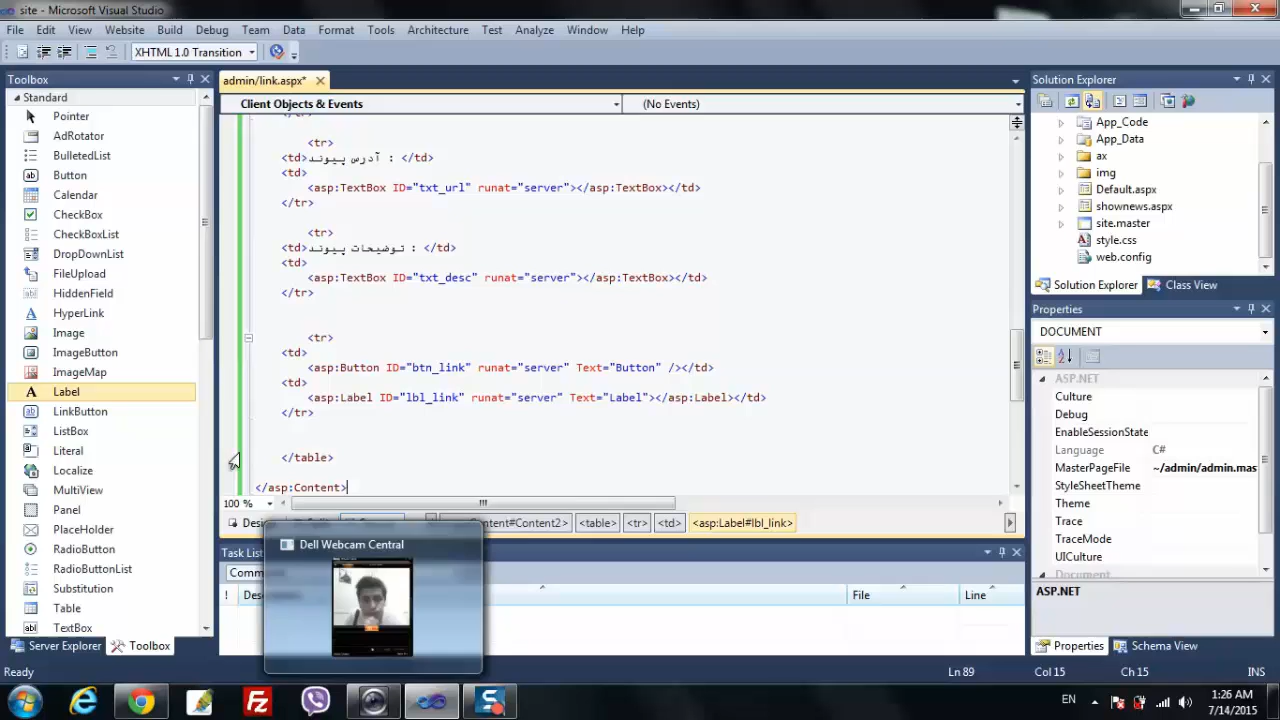 site - Microsoft Visual Studio
File Edit View Website Build Debug Team Data Format Tools Architecture Test Analyze Window Help
XHTML 1.0 Transition
Toolbox
Standard
Pointer
AdRotator
BulletedList
Button
Calendar
CheckBox
CheckBoxList
DropDownList
FileUpload
HiddenField
HyperLink
Image
ImageButton
ImageMap
Label
LinkButton
ListBox
Literal
Localize
MultiView
Panel
PlaceHolder
RadioButton
RadioButtonList
Substitution
Table
TextBox
Server Explorer Toolbox
admin/link.aspx*
Client Objects & Events (No Events)
<tr>
<td>آدرس پیوند : </td>
<td>
<asp:TextBox ID="txt_url" runat="server"></asp:TextBox></td>
</tr>
<tr>
<td>توضیحات پیوند : </td>
<td>
<asp:TextBox ID="txt_desc" runat="server"></asp:TextBox></td>
</tr>
<tr>
<td>
<asp:Button ID="btn_link" runat="server" Text="Button" /></td>
<td>
<asp:Label ID="lbl_link" runat="server" Text="Label"></asp:Label></td>
</tr>
</table>
</asp:Content>
100 %
<table> <tr> <td> <asp:Label#lbl_link>
Task List
File Line
Dell Webcam Central
Solution Explorer
App_Code
App_Data
ax
img
Default.aspx
shownews.aspx
site.master
style.css
web.config
Solution Explorer Class View
Properties
DOCUMENT
ASP.NET
Culture
Debug
EnableSessionState
Language C#
MasterPageFile ~/admin/admin.mas
StyleSheetTheme
Theme
Trace
TraceMode
UICulture
Document
ASP.NET
Properties Schema View
Ready Ln 89 Col 15 Ch 15 INS
EN
1:26 AM
7/14/2015